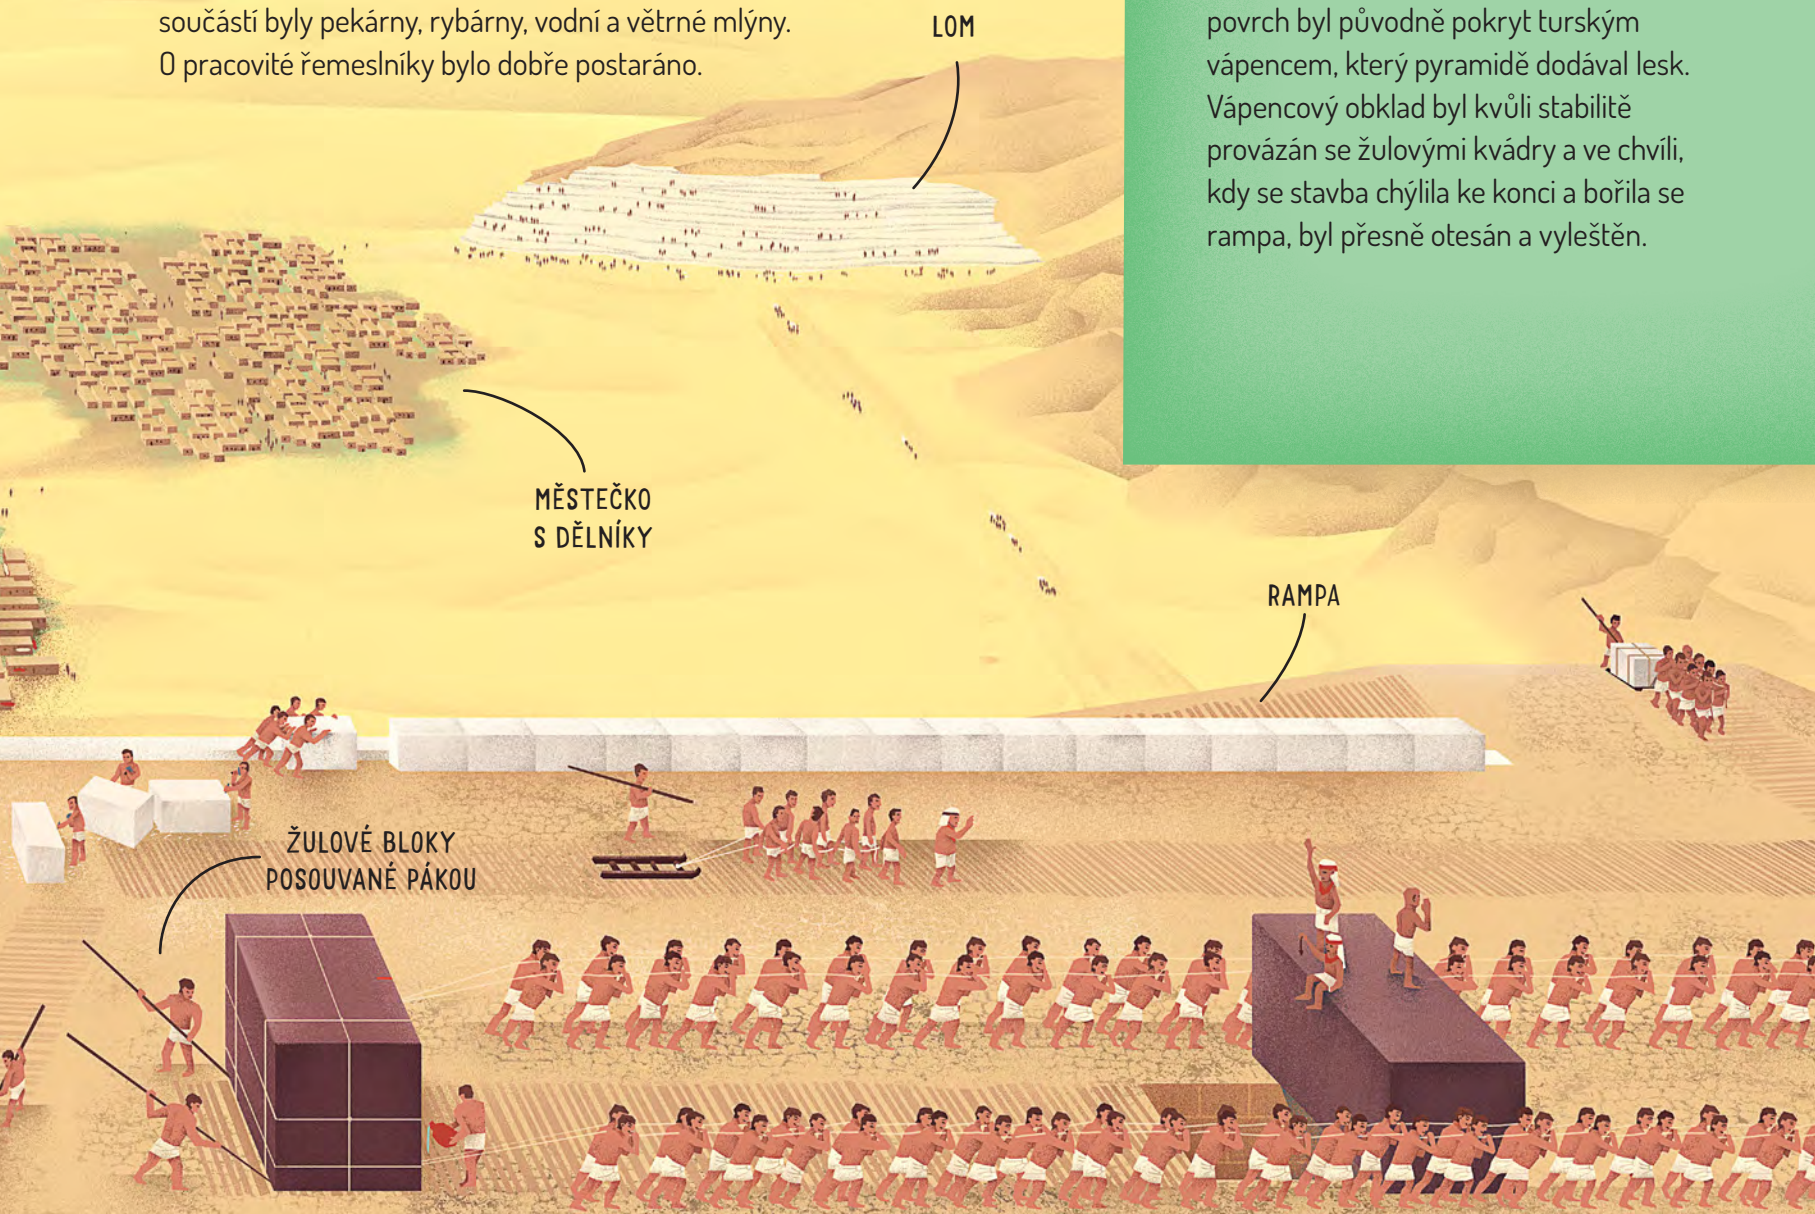 součástí byly pekárny, rybárny, vodní a větrné mlýny.
O pracovité řemeslníky bylo dobře postaráno.
LOM
povrch byl původně pokryt turským
vápencem, který pyramidě dodával lesk.
Vápencový obklad byl kvůli stabilitě
provázán se žulovými kvádry a ve chvíli,
kdy se stavba chýlila ke konci a bořila se
rampa, byl přesně otesán a vyleštěn.
MĚSTEČKO
S DĚLNÍKY
RAMPA
ŽULOVÉ BLOKY
POSOUVANÉ PÁKOU